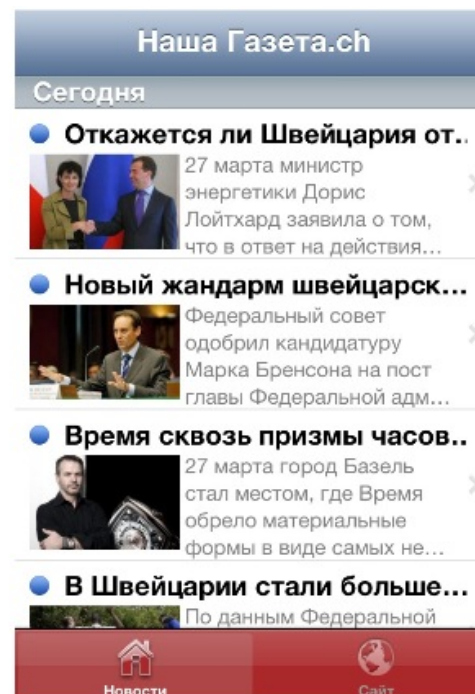 Наша Газета.ch
Сегодня
Откажется ли Швейцария от..
27 марта министр
энергетики Дорис
Лойтхард заявила о том,
что в ответ на действия...
Новый жандарм швейцарск...
Федеральный совет
одобрил кандидатуру
Марка Бренсона на пост
главы Федеральной адм...
Время сквозь призмы часов..
27 марта город Базель
стал местом, где Время
обрело материальные
формы в виде самых не...
В Швейцарии стали больше...
По данным Федеральной
Новости
Сайт